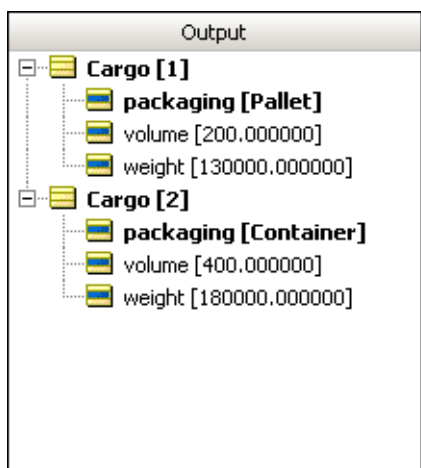 Output
Cargo [1]
packaging [Pallet]
volume [200.000000]
weight [130000.000000]
Cargo [2]
packaging [Container]
volume [400.000000]
weight [180000.000000]